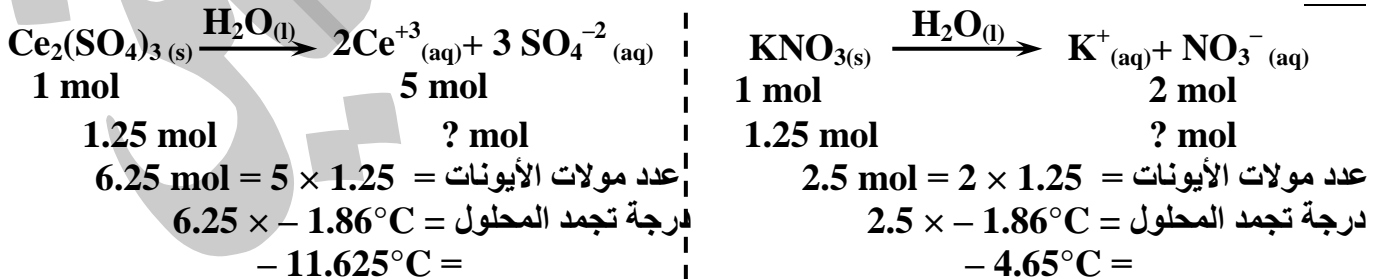 KNO₃₍ₛ₎ —H₂O₍ₗ₎→ K⁺₍aq₎+ NO₃⁻ ₍aq₎
1 mol 2 mol
1.25 mol ? mol
عدد مولات الأيونات = 1.25 × 2 = 2.5 mol
درجة تجمد المحلول = 2.5 × – 1.86°C
= – 4.65°C
Ce₂(SO₄)₃ ₍ₛ₎ —H₂O₍ₗ₎→ 2Ce⁺³₍aq₎+ 3 SO₄⁻² ₍aq₎
1 mol 5 mol
1.25 mol ? mol
عدد مولات الأيونات = 1.25 × 5 = 6.25 mol
درجة تجمد المحلول = 6.25 × – 1.86°C
= – 11.625°C